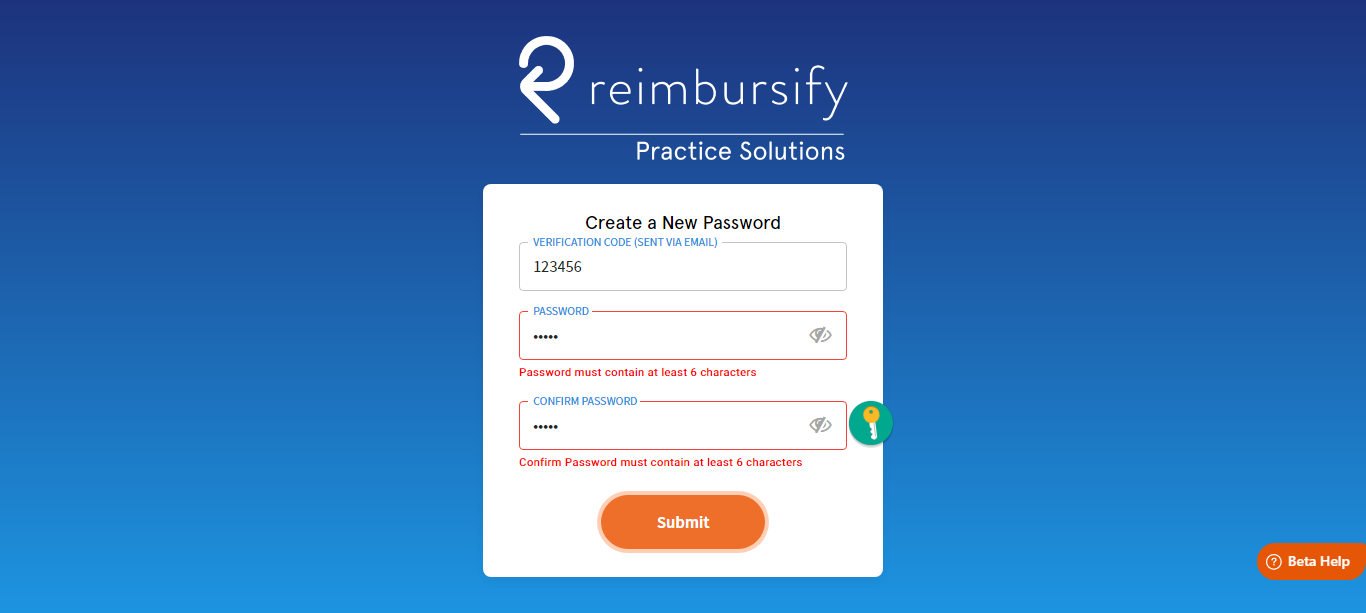 reimbursify
Practice Solutions
Create a New Password
VERIFICATION CODE (SENT VIA EMAIL)
123456
PASSWORD
•••••
Password must contain at least 6 characters
CONFIRM PASSWORD
•••••
Confirm Password must contain at least 6 characters
Submit
Beta Help